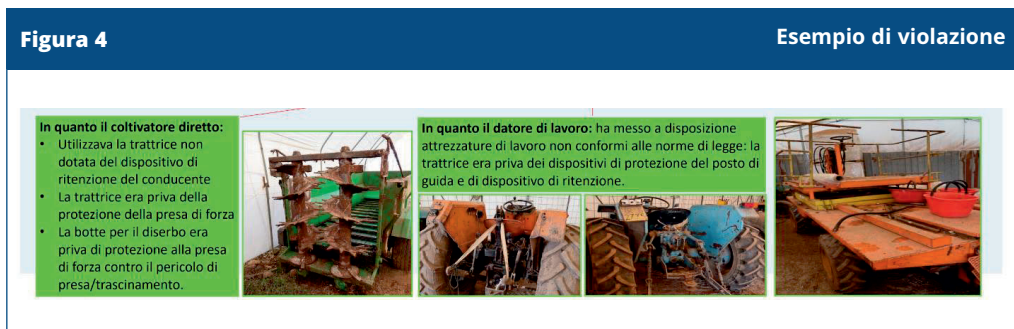 Figura 4
Esempio di violazione
In quanto il coltivatore diretto:
• Utilizzava la trattrice non
dotata del dispositivo di
ritenzione del conducente
• La trattrice era priva della
protezione della presa di forza
• La botte per il diserbo era
priva di protezione alla presa
di forza contro il pericolo di
presa/trascinamento.
In quanto il datore di lavoro: ha messo a disposizione
attrezzature di lavoro non conformi alle norme di legge: la
trattrice era priva dei dispositivi di protezione del posto di
guida e di dispositivo di ritenzione.